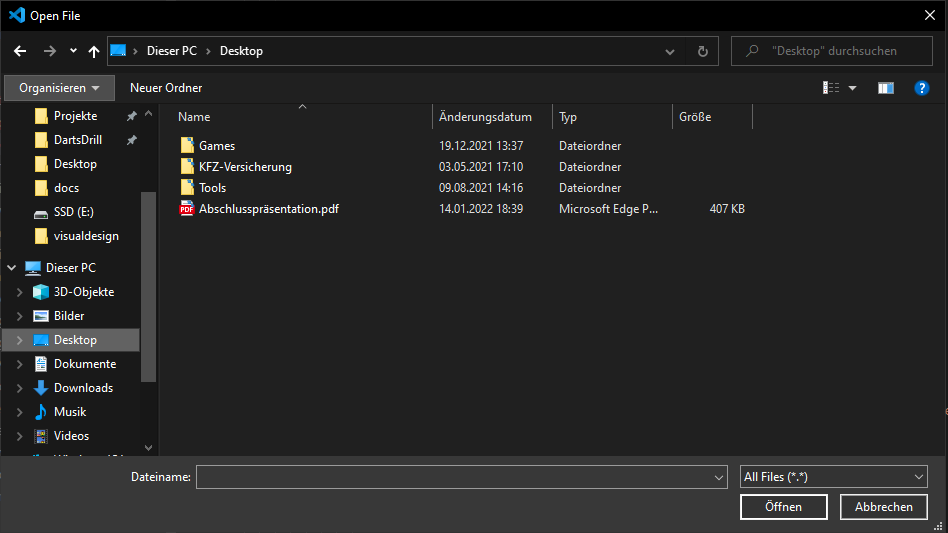 Open File
Dieser PC
Desktop
"Desktop" durchsuchen
Organisieren
Neuer Ordner
Projekte
DartsDrill
Desktop
docs
SSD (E:)
visualdesign
Dieser PC
3D-Objekte
Bilder
Desktop
Dokumente
Downloads
Musik
Videos
Name Änderungsdatum Typ Größe
Games 19.12.2021 13:37 Dateiordner
KFZ-Versicherung 03.05.2021 17:10 Dateiordner
Tools 09.08.2021 14:16 Dateiordner
Abschlusspräsentation.pdf 14.01.2022 18:39 Microsoft Edge P... 407 KB
Dateiname:
All Files (*.*)
Öffnen
Abbrechen